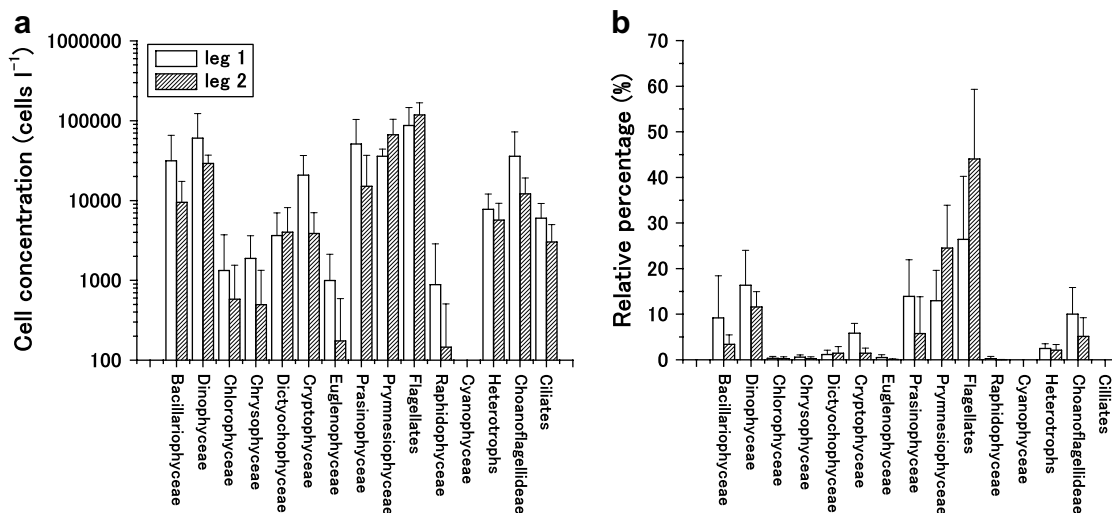 a
Cell concentration (cells l⁻¹)
1000000
100000
10000
1000
100
leg 1
leg 2
Bacillariophyceae
Dinophyceae
Chlorophyceae
Chrysophyceae
Dictyochophyceae
Cryptophyceae
Euglenophyceae
Prasinophyceae
Prymnesiophyceae
Flagellates
Raphidophyceae
Cyanophyceae
Heterotrophs
Choanoflagellideae
Ciliates
b
Relative percentage (%)
70
60
50
40
30
20
10
0
Bacillariophyceae
Dinophyceae
Chlorophyceae
Chrysophyceae
Dictyochophyceae
Cryptophyceae
Euglenophyceae
Prasinophyceae
Prymnesiophyceae
Flagellates
Raphidophyceae
Cyanophyceae
Heterotrophs
Choanoflagellideae
Cilliates